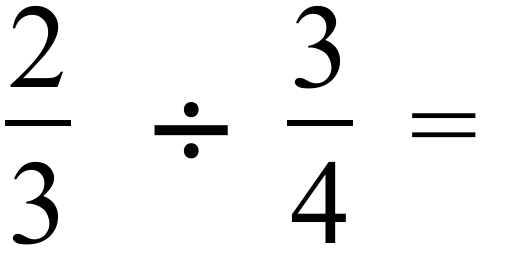 2/3 ÷ 3/4 =